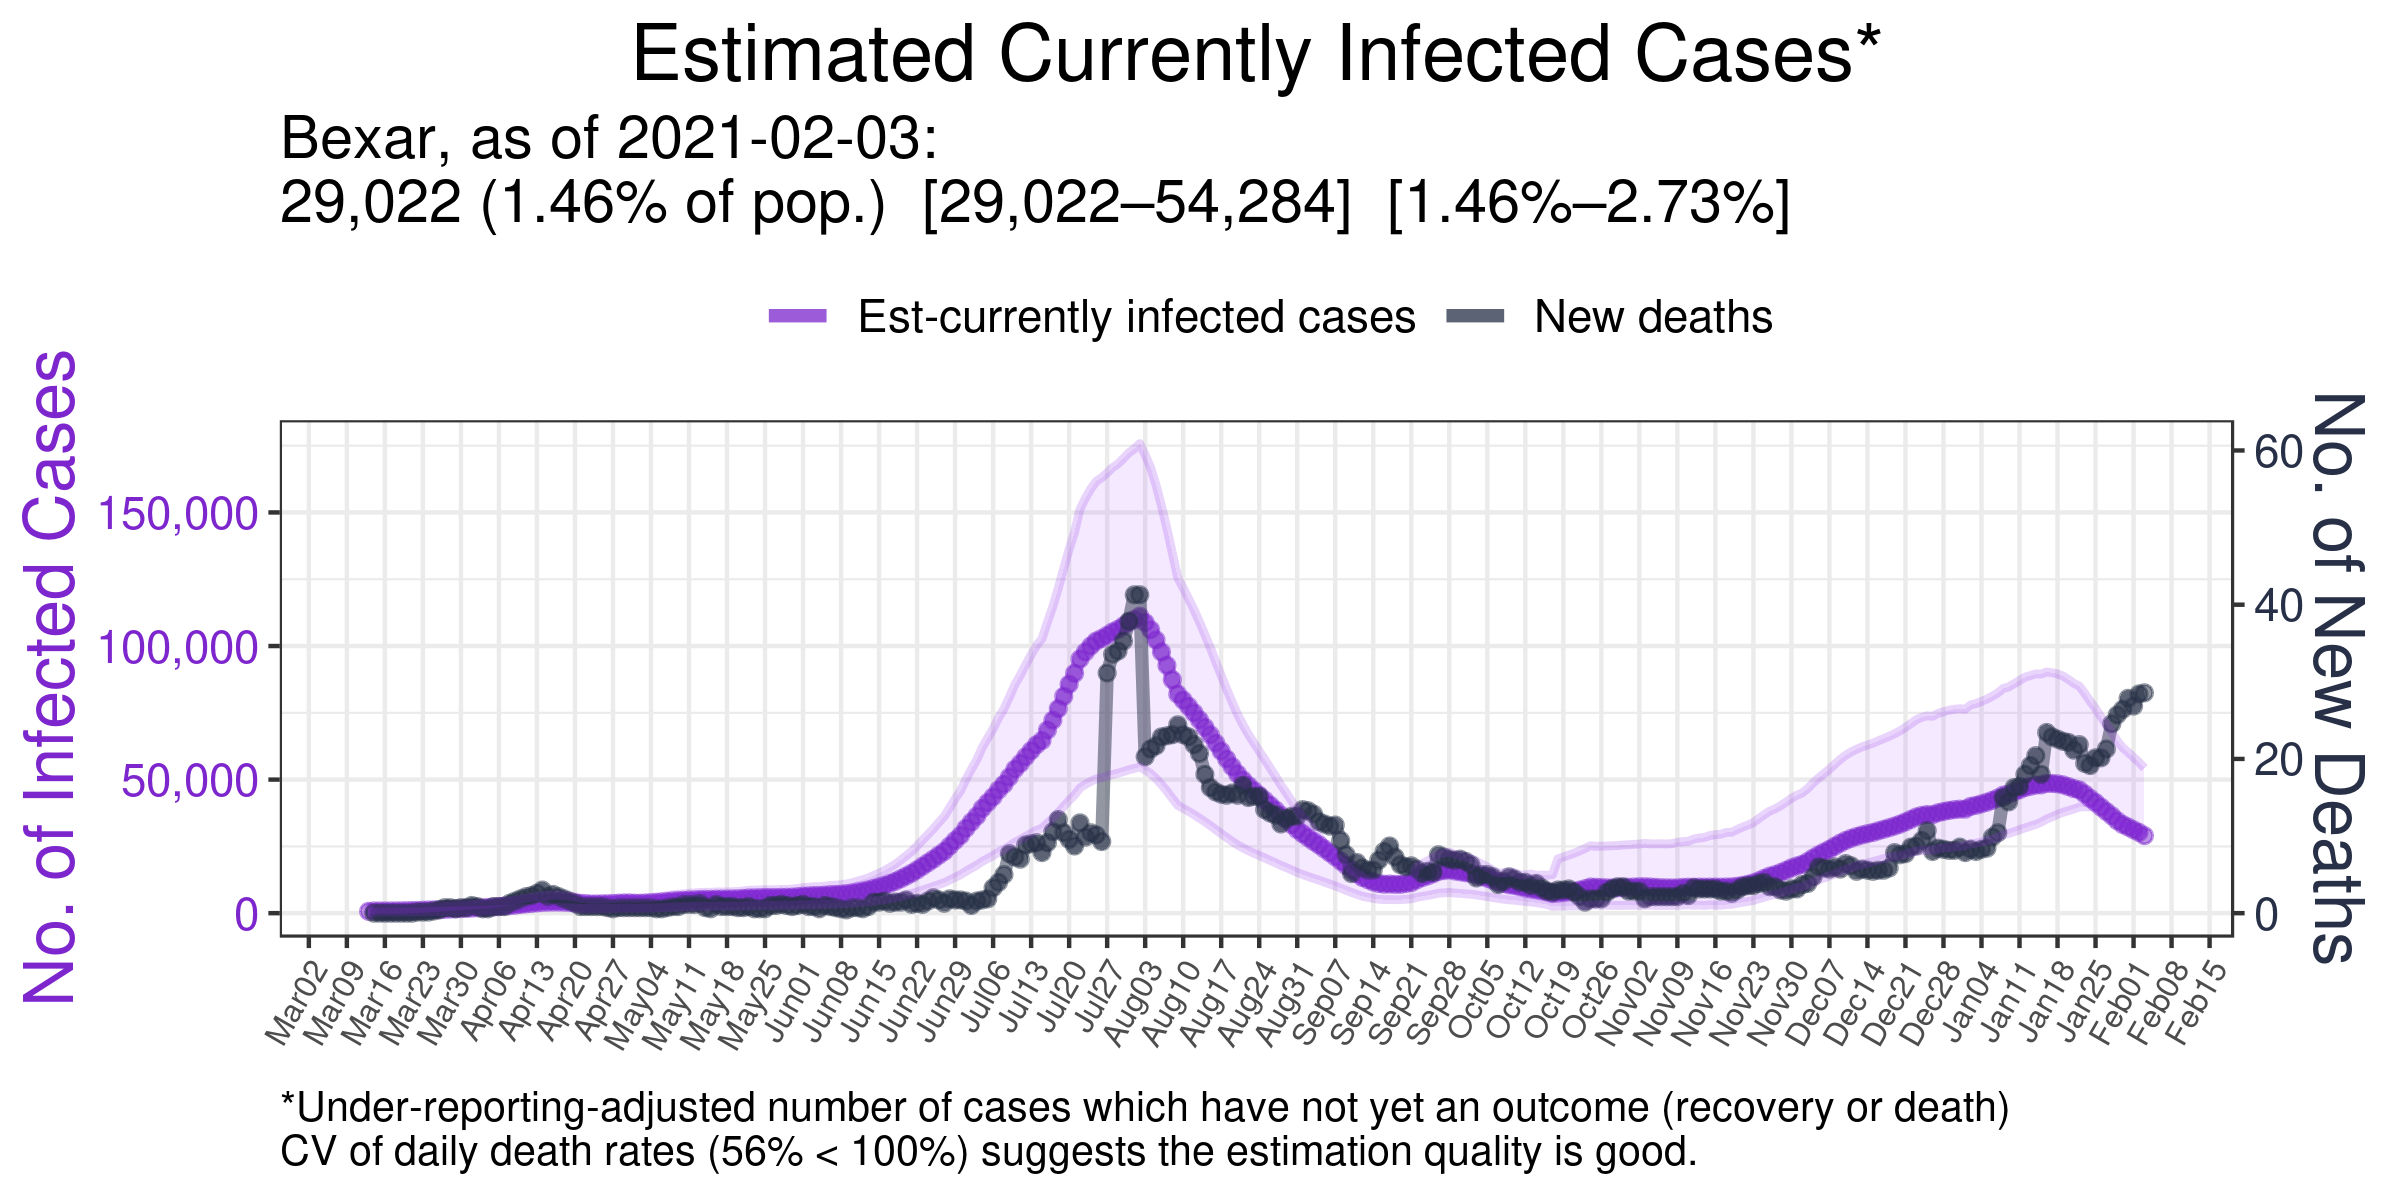 Estimated Currently Infected Cases*
Bexar, as of 2021-02-03:
29,022 (1.46% of pop.) [29,022–54,284] [1.46%–2.73%]
Est-currently infected cases
New deaths
No. of Infected Cases
150,000
100,000
50,000
0
60
40
20
0
No. of New Deaths
Mar02
Mar09
Mar16
Mar23
Mar30
Apr06
Apr13
Apr20
Apr27
May04
May11
May18
May25
Jun01
Jun08
Jun15
Jun22
Jun29
Jul06
Jul13
Jul20
Jul27
Aug03
Aug10
Aug17
Aug24
Aug31
Sep07
Sep14
Sep21
Sep28
Oct05
Oct12
Oct19
Oct26
Nov02
Nov09
Nov16
Nov23
Nov30
Dec07
Dec14
Dec21
Dec28
Jan04
Jan11
Jan18
Jan25
Feb01
Feb08
Feb15
*Under-reporting-adjusted number of cases which have not yet an outcome (recovery or death)
CV of daily death rates (56% < 100%) suggests the estimation quality is good.